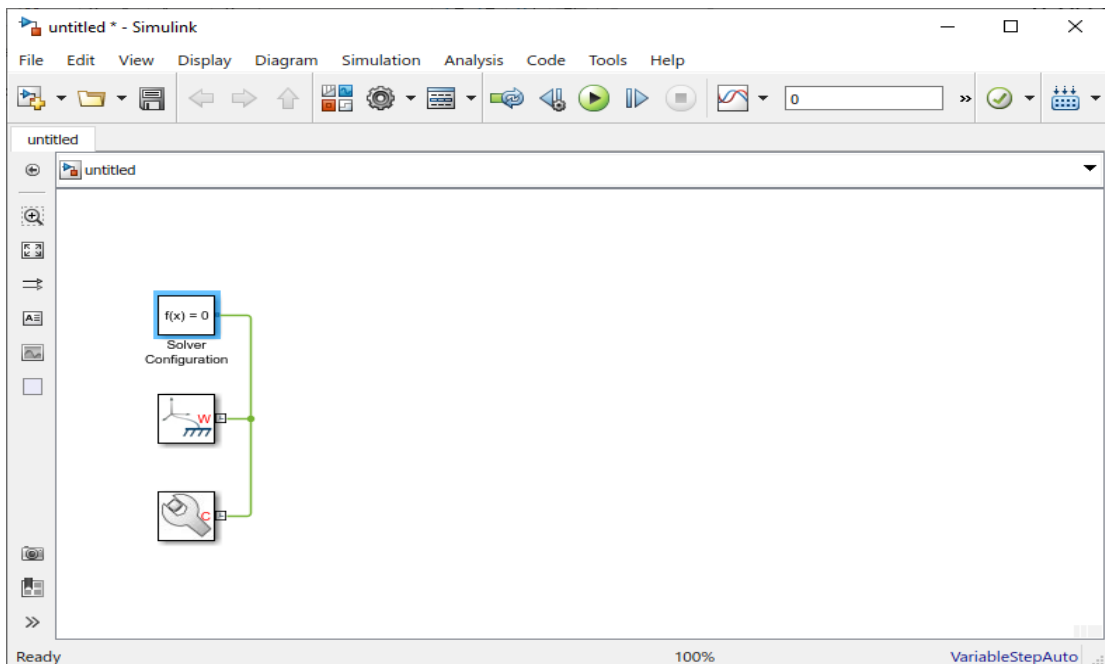 untitled * - Simulink
File Edit View Display Diagram Simulation Analysis Code Tools Help
0 »
untitled
untitled
f(x) = 0
Solver
Configuration
W
C
Ready 100% VariableStepAuto